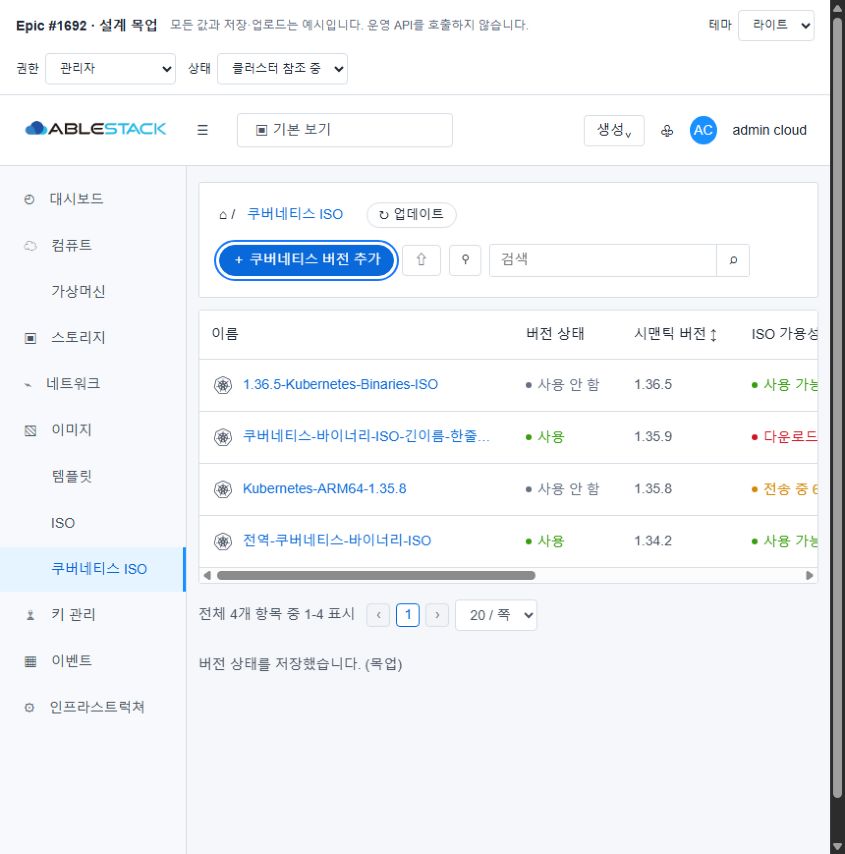 Epic #1692 · 설계 목업 모든 값과 저장·업로드는 예시입니다. 운영 API를 호출하지 않습니다. 테마 라이트
권한 관리자 상태 클러스터 참조 중
ABLESTACK 기본 보기 생성 AC admin cloud
대시보드
컴퓨트
가상머신
스토리지
네트워크
이미지
템플릿
ISO
쿠버네티스 ISO
키 관리
이벤트
인프라스트럭쳐
/ 쿠버네티스 ISO 업데이트
+ 쿠버네티스 버전 추가 검색
이름 버전 상태 시맨틱 버전 ISO 가용성
1.36.5-Kubernetes-Binaries-ISO 사용 안 함 1.36.5 사용 가능
쿠버네티스-바이너리-ISO-긴이름-한줄... 사용 1.35.9 다운로드
Kubernetes-ARM64-1.35.8 사용 안 함 1.35.8 전송 중
전역-쿠버네티스-바이너리-ISO 사용 1.34.2 사용 가능
전체 4개 항목 중 1-4 표시 ‹ 1 › 20 / 쪽
버전 상태를 저장했습니다. (목업)